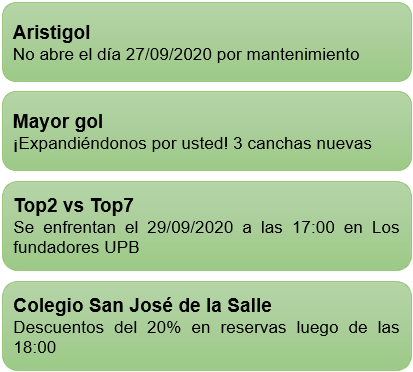 Aristigol
No abre el día 27/09/2020 por mantenimiento
Mayor gol
¡Expandiéndonos por usted! 3 canchas nuevas
Top2 vs Top7
Se enfrentan el 29/09/2020 a las 17:00 en Los
fundadores UPB
Colegio San José de la Salle
Descuentos del 20% en reservas luego de las
18:00